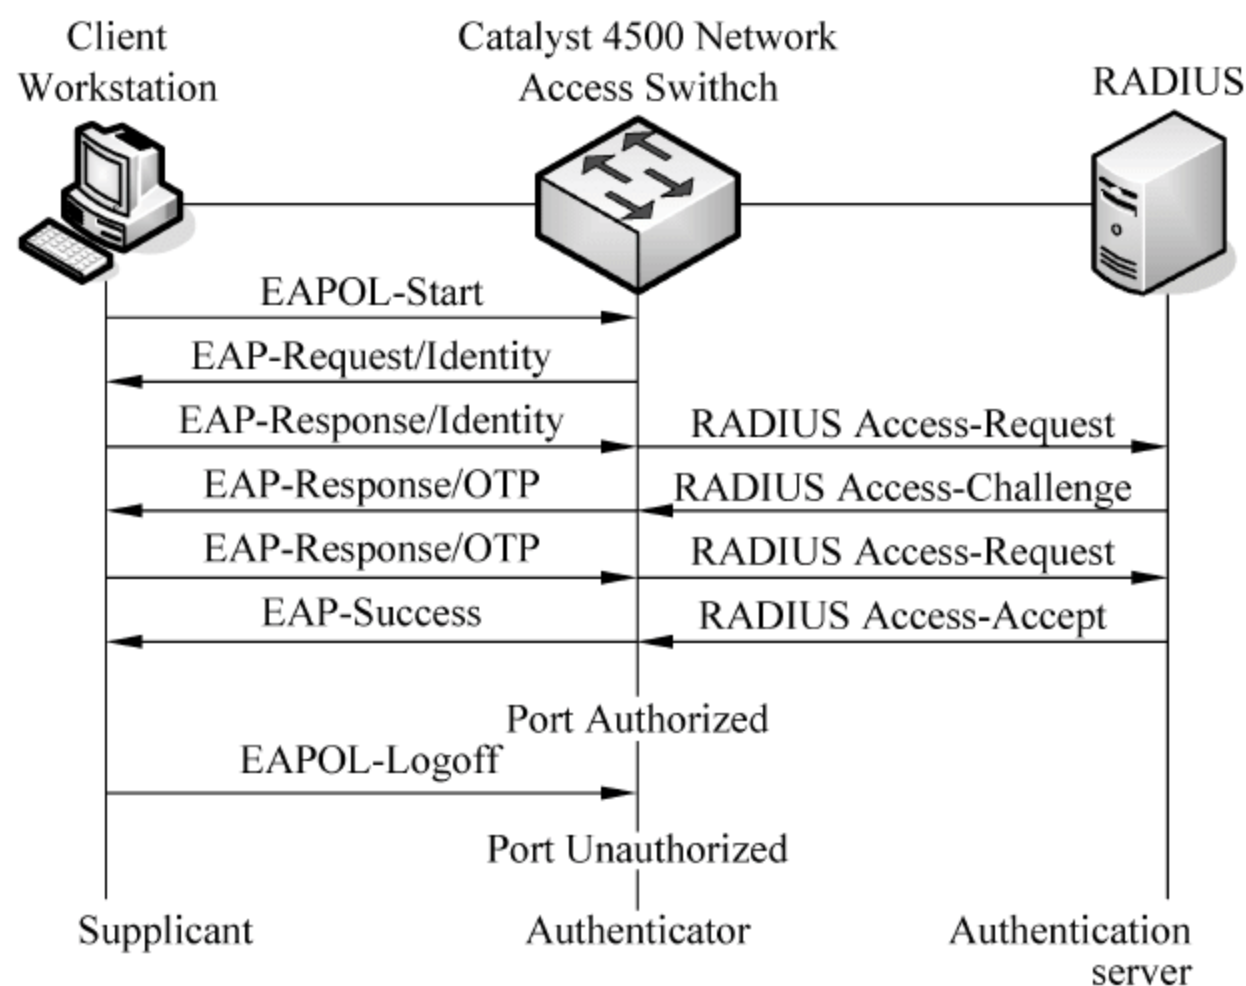 Client
Workstation
Catalyst 4500 Network
Access Swithch
RADIUS
EAPOL-Start
EAP-Request/Identity
EAP-Response/Identity
RADIUS Access-Request
EAP-Response/OTP
RADIUS Access-Challenge
EAP-Response/OTP
RADIUS Access-Request
EAP-Success
RADIUS Access-Accept
Port Authorized
EAPOL-Logoff
Port Unauthorized
Supplicant
Authenticator
Authentication
server